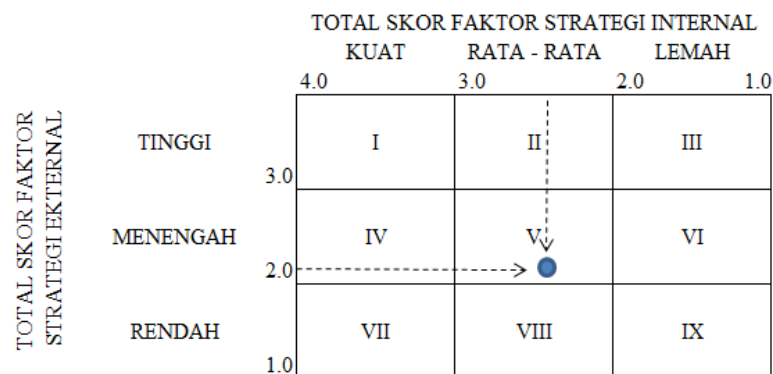 TOTAL SKOR FAKTOR STRATEGI INTERNAL
KUAT RATA - RATA LEMAH
4.0 3.0 2.0 1.0
TOTAL SKOR FAKTOR
STRATEGI EKTERNAL
TINGGI I II III
3.0
MENENGAH IV V VI
2.0
RENDAH VII VIII IX
1.0